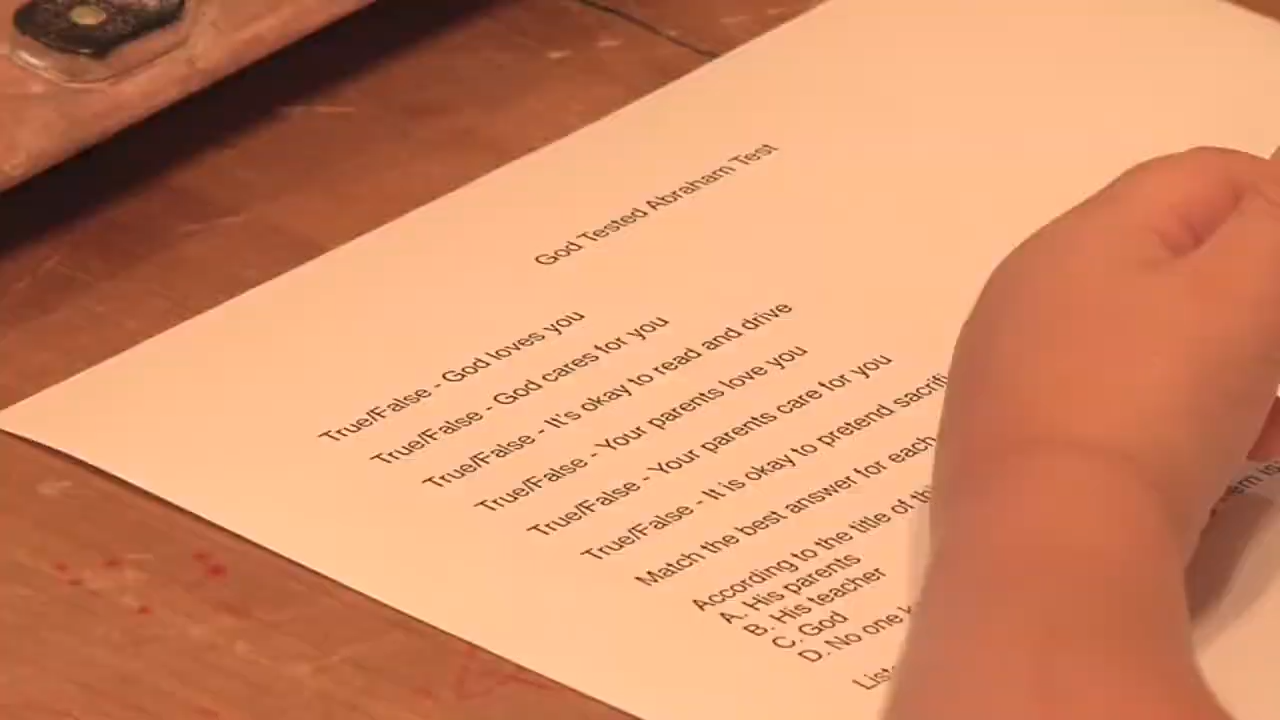 God Tested Abraham Test
True/False - God loves you
True/False - God cares for you
True/False - It's okay to read and drive
True/False - Your parents love you
True/False - Your parents care for you
True/False - It is okay to pretend
Match the best answer for each
According to the title of
A. His parents
B. His teacher
C. God
D. No one